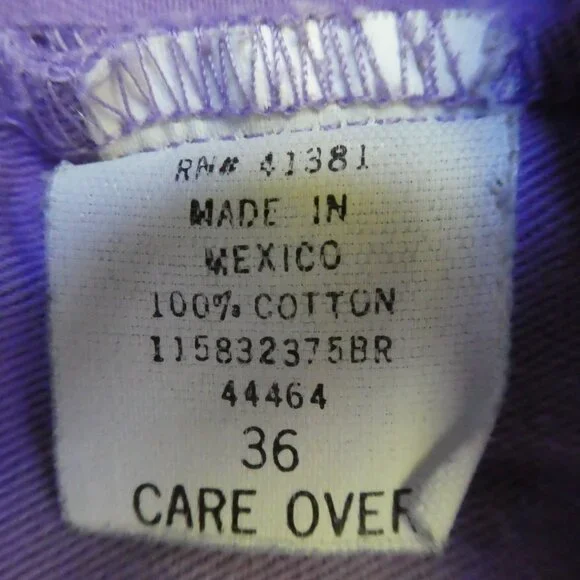 RN# 41381
MADE IN
MEXICO
100% COTTON
115832375BR
44464
36
CARE OVER